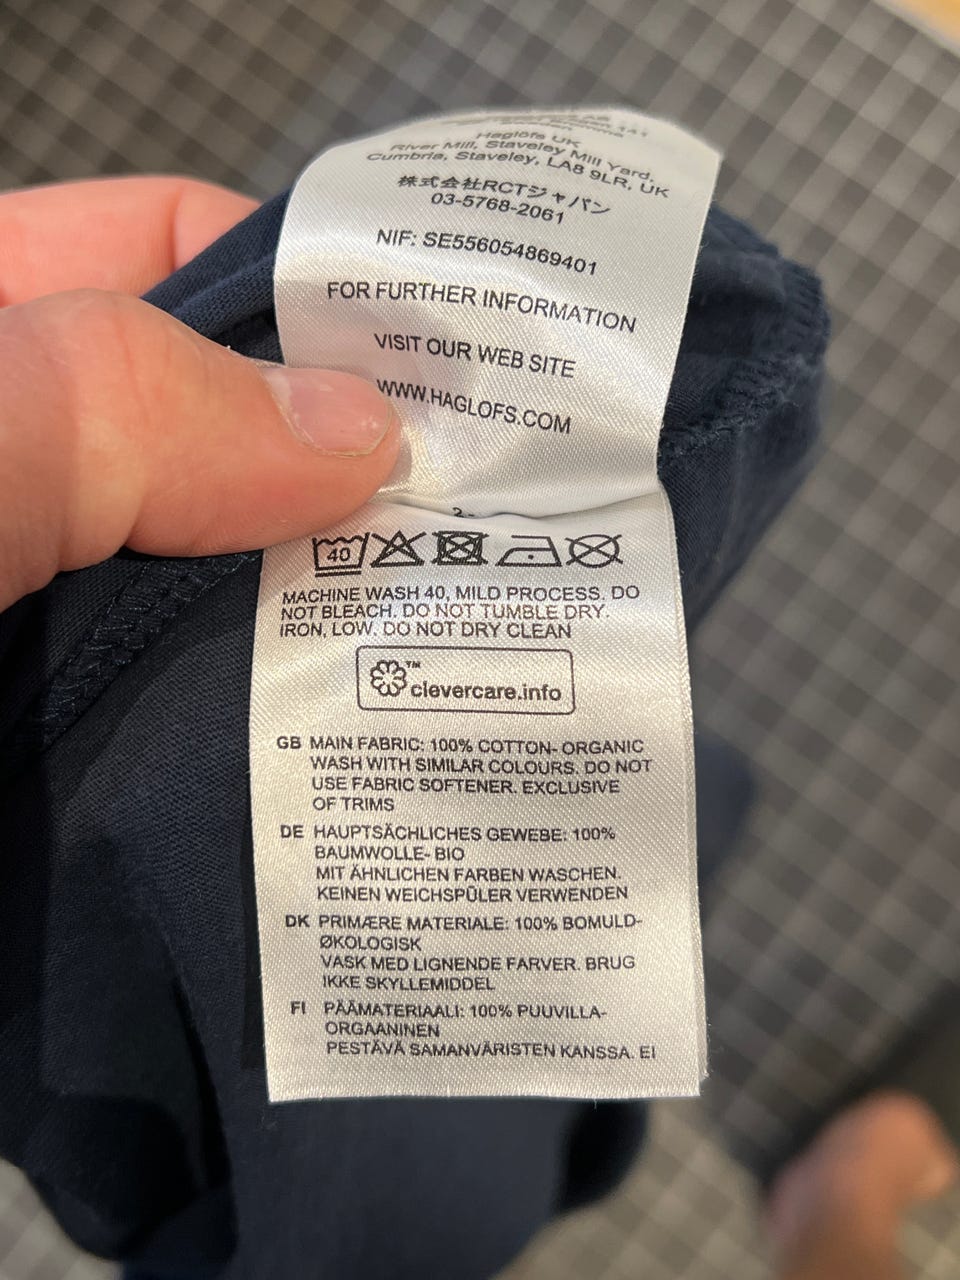 Haglöfs UK
River Mill, Staveley Mill Yard,
Cumbria, Staveley, LA8 9LR, UK
株式会社RCTジャパン
03-5768-2061
NIF: SE556054869401
FOR FURTHER INFORMATION
VISIT OUR WEB SITE
WWW.HAGLOFS.COM
40
MACHINE WASH 40, MILD PROCESS. DO
NOT BLEACH. DO NOT TUMBLE DRY.
IRON, LOW. DO NOT DRY CLEAN
™
clevercare.info
GB MAIN FABRIC: 100% COTTON- ORGANIC
WASH WITH SIMILAR COLOURS. DO NOT
USE FABRIC SOFTENER. EXCLUSIVE
OF TRIMS
DE HAUPTSÄCHLICHES GEWEBE: 100%
BAUMWOLLE- BIO
MIT ÄHNLICHEN FARBEN WASCHEN.
KEINEN WEICHSPÜLER VERWENDEN
DK PRIMÆRE MATERIALE: 100% BOMULD-
ØKOLOGISK
VASK MED LIGNENDE FARVER. BRUG
IKKE SKYLLEMIDDEL
FI PÄÄMATERIAALI: 100% PUUVILLA-
ORGAANINEN
PESTÄVÄ SAMANVÄRISTEN KANSSA. EI